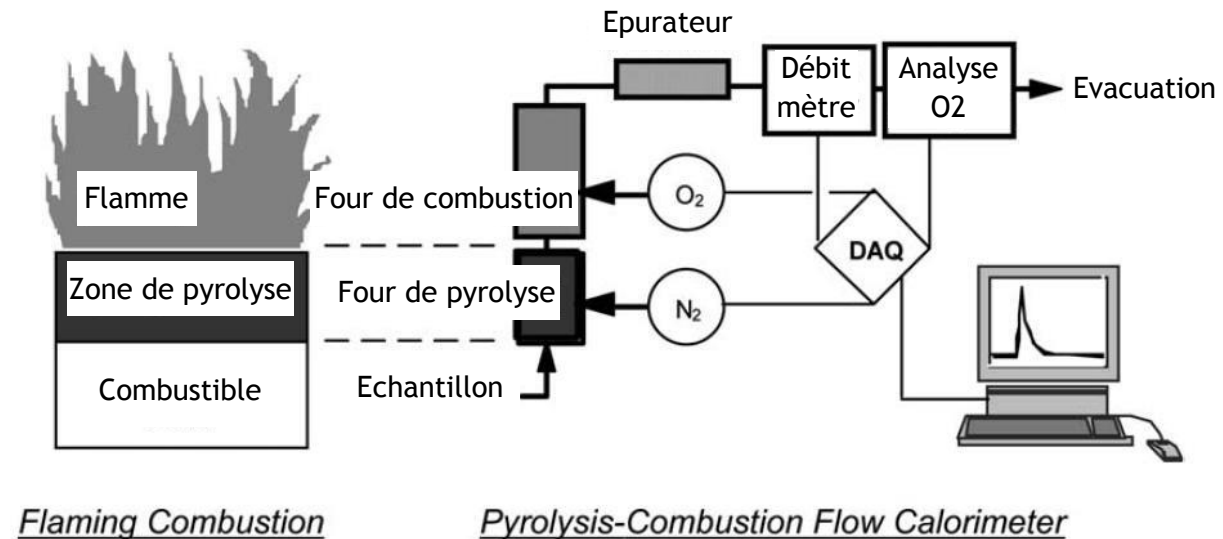 Epurateur
Débit
mètre
Analyse
O2
Evacuation
Flamme
Four de combustion
O2
DAQ
Zone de pyrolyse
Four de pyrolyse
N2
Combustible
Echantillon
Flaming Combustion
Pyrolysis-Combustion Flow Calorimeter